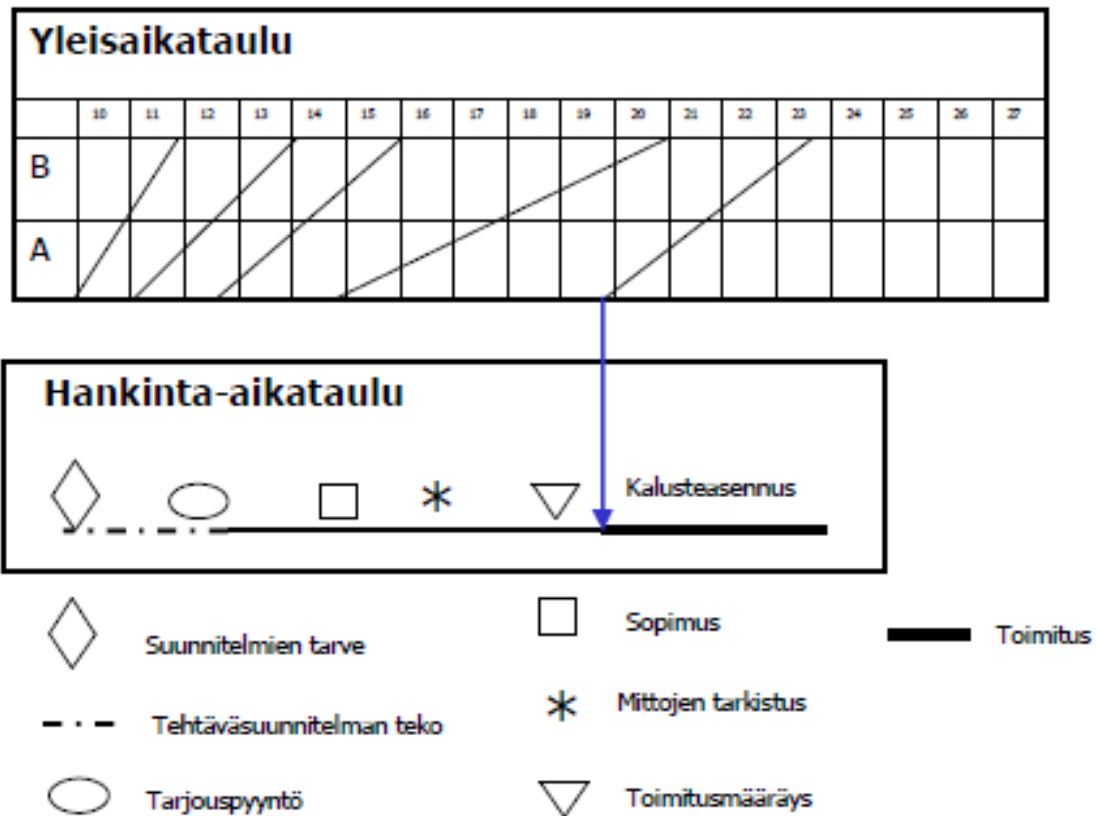 Yleisaikataulu
10 11 12 13 14 15 16 17 18 19 20 21 22 23 24 25 26 27
B
A
Hankinta-aikataulu
Kalusteasennus
Suunnitelmien tarve
Sopimus
Toimitus
Tehtäväsuunnitelman teko
Mittojen tarkistus
Tarjouspyyntö
Toimitusmääräys